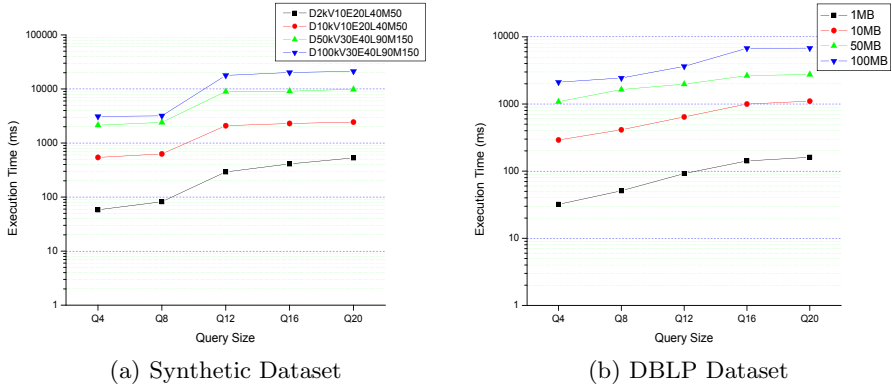 D2kV10E20L40M50
D10kV10E20L40M50
D50kV30E40L90M150
D100kV30E40L90M150
100000
10000
1000
100
10
1
Execution Time (ms)
Q4 Q8 Q12 Q16 Q20
Query Size
(a) Synthetic Dataset
1MB
10MB
50MB
100MB
10000
1000
100
10
1
Execution Time (ms)
Q4 Q8 Q12 Q16 Q20
Query Size
(b) DBLP Dataset